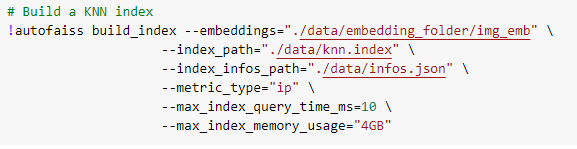 # Build a KNN index
!autofaiss build_index --embeddings="./data/embedding_folder/img_emb" \
--index_path="./data/knn.index" \
--index_infos_path="./data/infos.json" \
--metric_type="ip" \
--max_index_query_time_ms=10 \
--max_index_memory_usage="4GB"